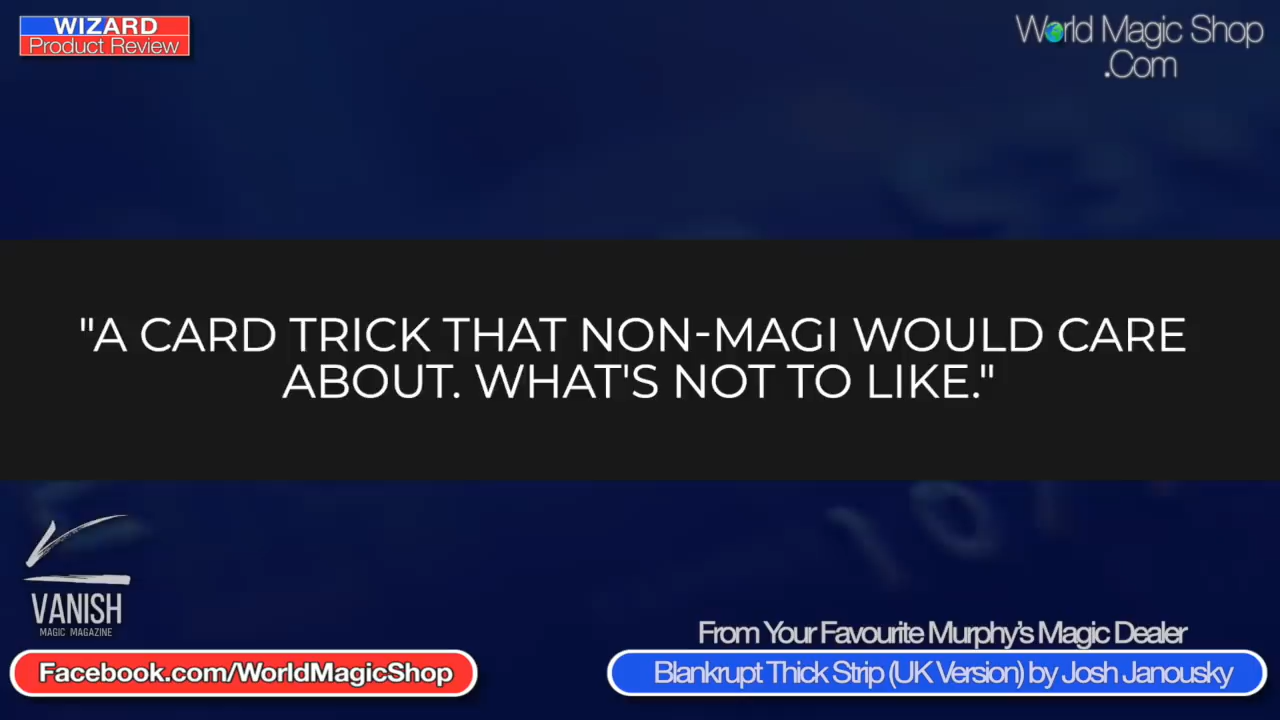 WIZARD
Product Review
World Magic Shop
.Com
"A CARD TRICK THAT NON-MAGI WOULD CARE
ABOUT. WHAT'S NOT TO LIKE."
VANISH
MAGIC MAGAZINE
From Your Favourite Murphy's Magic Dealer
Facebook.com/WorldMagicShop
Blankrupt Thick Strip (UK Version) by Josh Janousky